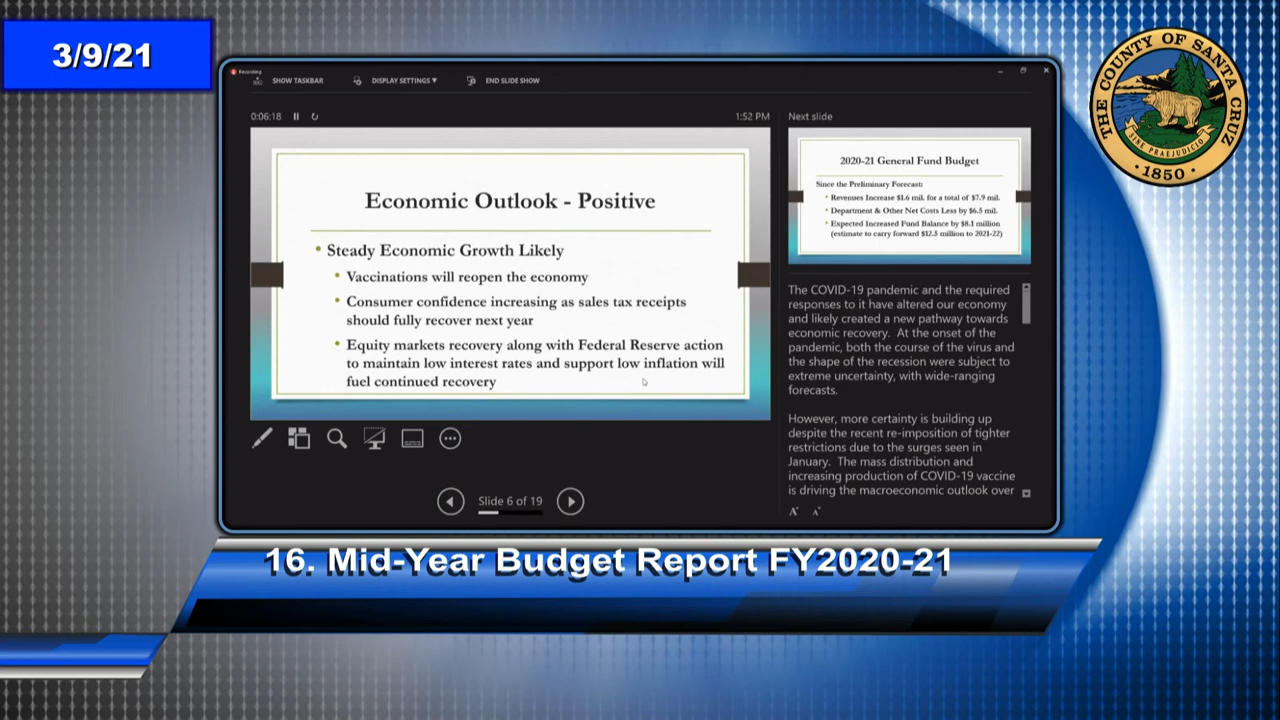 3/9/21
THE COUNTY OF SANTA CRUZ
SINE PRAEJUDICIO
• 1850 •
Recording
SHOW TASKBAR
DISPLAY SETTINGS ▼
END SLIDE SHOW
0:06:18
1:52 PM
Next slide
Economic Outlook - Positive
• Steady Economic Growth Likely
• Vaccinations will reopen the economy
• Consumer confidence increasing as sales tax receipts
should fully recover next year
• Equity markets recovery along with Federal Reserve action
to maintain low interest rates and support low inflation will
fuel continued recovery
2020-21 General Fund Budget
Since the Preliminary Forecast:
• Revenues Increase $1.6 mil. for a total of $7.9 mil.
• Department & Other Net Costs Less by $6.5 mil.
• Expected Increased Fund Balance by $8.1 million
(estimate to carry forward $12.5 million to 2021-22)
The COVID-19 pandemic and the required
responses to it have altered our economy
and likely created a new pathway towards
economic recovery. At the onset of the
pandemic, both the course of the virus and
the shape of the recession were subject to
extreme uncertainty, with wide-ranging
forecasts.
However, more certainty is building up
despite the recent re-imposition of tighter
restrictions due to the surges seen in
January. The mass distribution and
increasing production of COVID-19 vaccine
is driving the macroeconomic outlook over
Slide 6 of 19
A A
16. Mid-Year Budget Report FY2020-21